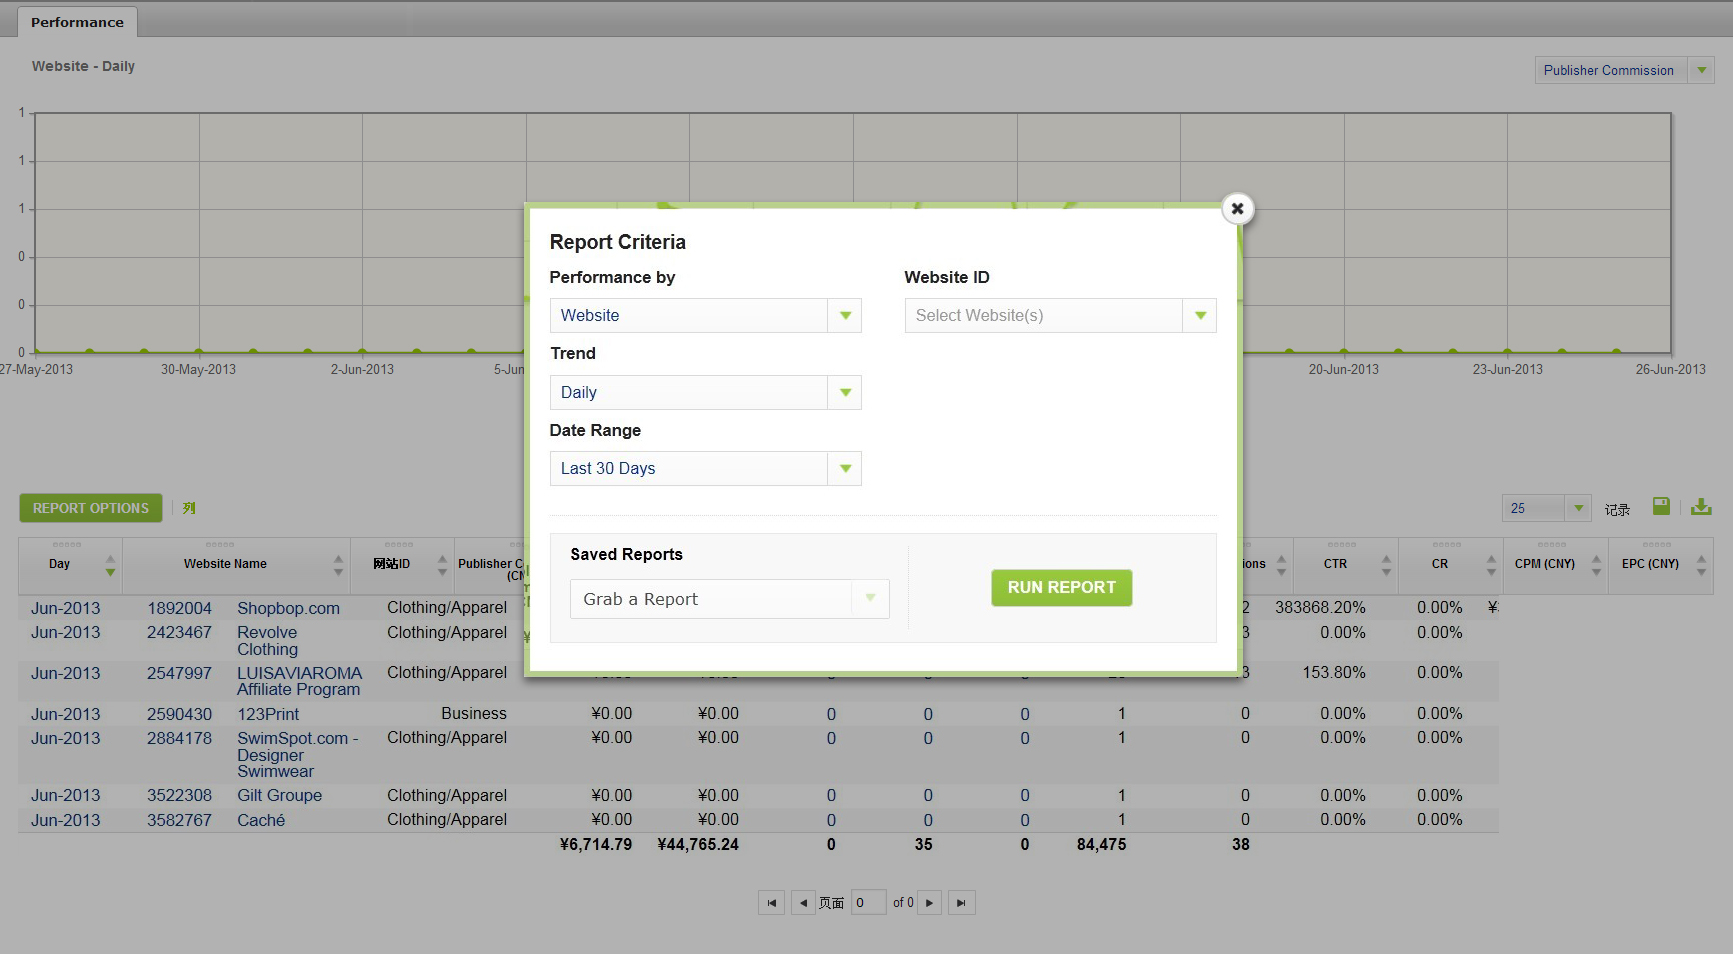 Performance
Website - Daily
Publisher Commission
1
1
1
0
0
0
27-May-2013 30-May-2013 2-Jun-2013 20-Jun-2013 23-Jun-2013 26-Jun-2013
Report Criteria
Performance by Website ID
Website Select Website(s)
Trend
Daily
Date Range
Last 30 Days
Saved Reports
Grab a Report
RUN REPORT
REPORT OPTIONS 列
25 记录
Day Website Name 网站ID Publisher CTR CR CPM (CNY) EPC (CNY)
Jun-2013 1892004 Shopbop.com Clothing/Apparel 2 383868.20% 0.00% ¥
Jun-2013 2423467 Revolve Clothing Clothing/Apparel ¥ 3 0.00% 0.00%
Jun-2013 2547997 LUISAVIAROMA Affiliate Program Clothing/Apparel 3 153.80% 0.00%
Jun-2013 2590430 123Print Business ¥0.00 ¥0.00 0 0 0 1 0 0.00% 0.00%
Jun-2013 2884178 SwimSpot.com - Designer Swimwear Clothing/Apparel ¥0.00 ¥0.00 0 0 0 1 0 0.00% 0.00%
Jun-2013 3522308 Gilt Groupe Clothing/Apparel ¥0.00 ¥0.00 0 0 0 1 0 0.00% 0.00%
Jun-2013 3582767 Caché Clothing/Apparel ¥0.00 ¥0.00 0 0 0 1 0 0.00% 0.00%
¥6,714.79 ¥44,765.24 0 35 0 84,475 38
页面 0 of 0